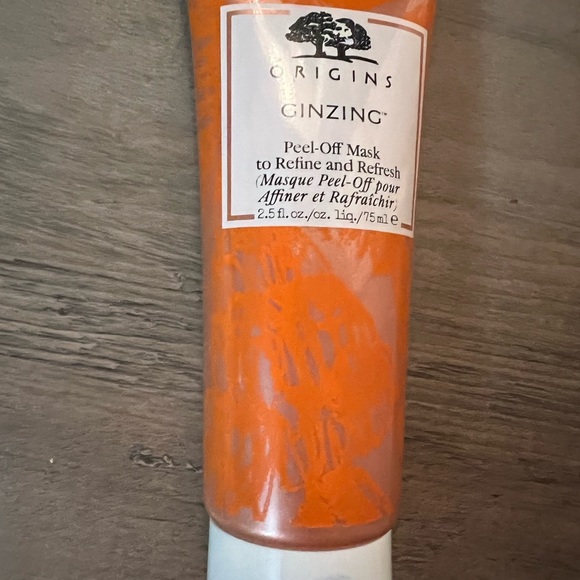 ORIGINS
GINZING™
Peel-Off Mask
to Refine and Refresh
(Masque Peel-Off pour
Affiner et Rafraîchir)
2.5 fl.oz./oz. liq./75 ml ℮